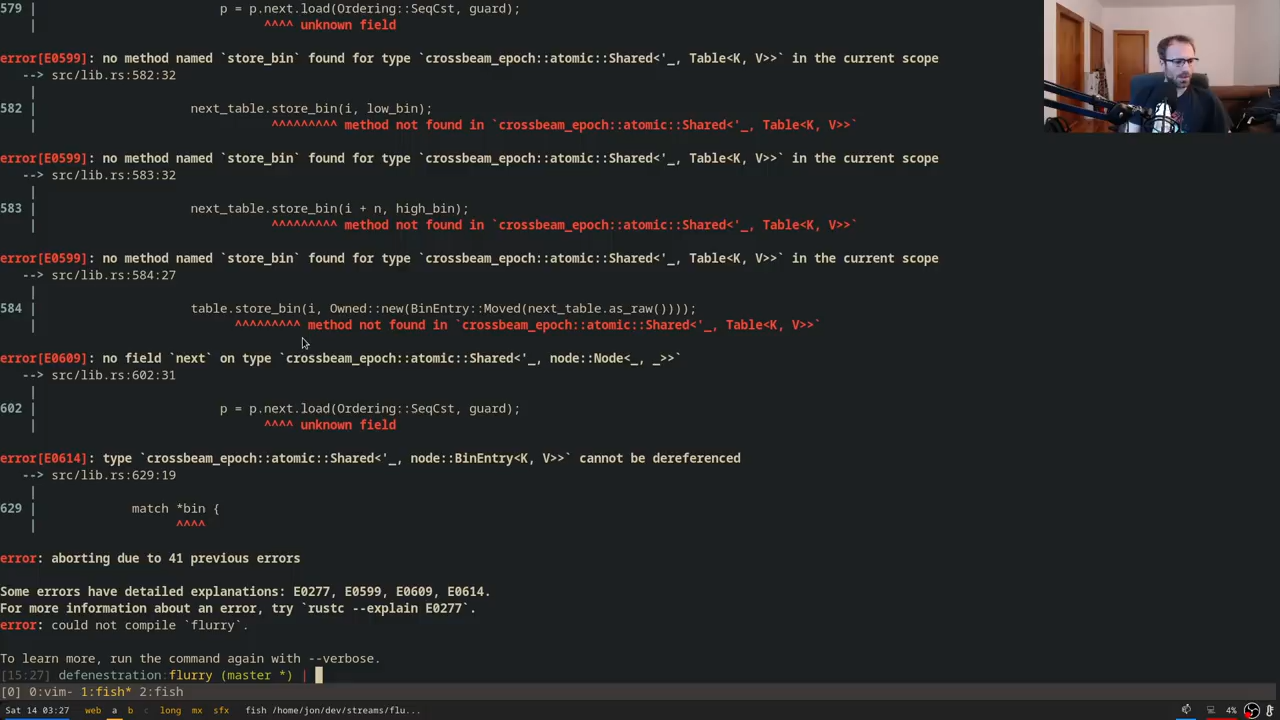 579 |                         p = p.next.load(Ordering::SeqCst, guard);
    |                               ^^^^ unknown field
error[E0599]: no method named `store_bin` found for type `crossbeam_epoch::atomic::Shared<'_, Table<K, V>>` in the current scope
   --> src/lib.rs:582:32
    |
582 |                     next_table.store_bin(i, low_bin);
    |                                ^^^^^^^^^ method not found in `crossbeam_epoch::atomic::Shared<'_, Table<K, V>>`
error[E0599]: no method named `store_bin` found for type `crossbeam_epoch::atomic::Shared<'_, Table<K, V>>` in the current scope
   --> src/lib.rs:583:32
    |
583 |                     next_table.store_bin(i + n, high_bin);
    |                                ^^^^^^^^^ method not found in `crossbeam_epoch::atomic::Shared<'_, Table<K, V>>`
error[E0599]: no method named `store_bin` found for type `crossbeam_epoch::atomic::Shared<'_, Table<K, V>>` in the current scope
   --> src/lib.rs:584:27
    |
584 |                     table.store_bin(i, Owned::new(BinEntry::Moved(next_table.as_raw())));
    |                           ^^^^^^^^^ method not found in `crossbeam_epoch::atomic::Shared<'_, Table<K, V>>`
error[E0609]: no field `next` on type `crossbeam_epoch::atomic::Shared<'_, node::Node<_, _>>`
   --> src/lib.rs:602:31
    |
602 |                         p = p.next.load(Ordering::SeqCst, guard);
    |                               ^^^^ unknown field
error[E0614]: type `crossbeam_epoch::atomic::Shared<'_, node::BinEntry<K, V>>` cannot be dereferenced
   --> src/lib.rs:629:19
    |
629 |             match *bin {
    |                   ^^^^
error: aborting due to 41 previous errors
Some errors have detailed explanations: E0277, E0599, E0609, E0614.
For more information about an error, try `rustc --explain E0277`.
error: could not compile `flurry`.
To learn more, run the command again with --verbose.
[15:27] defenestration:flurry (master *) |
[0] 0:vim- 1:fish* 2:fish
Sat 14 03:27 web a b c long mx sfx fish /home/jon/dev/streams/flu... 4%